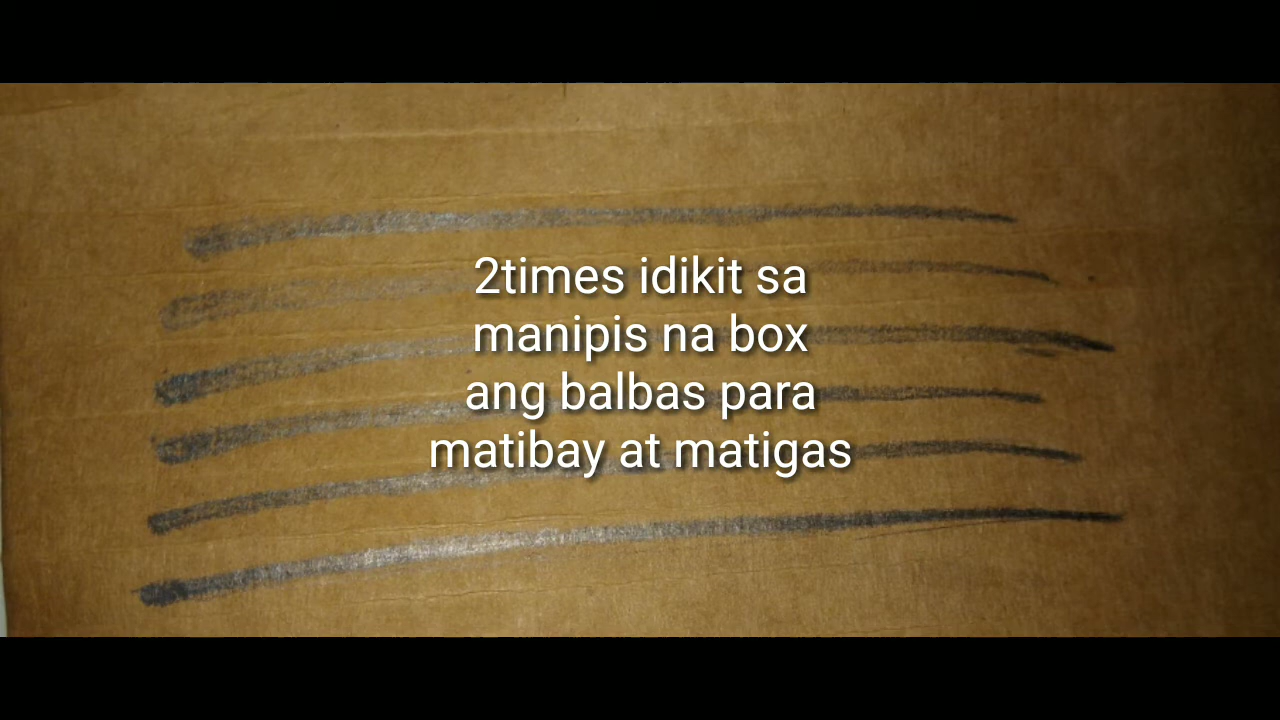 2times idikit sa
manipis na box
ang balbas para
matibay at matigas